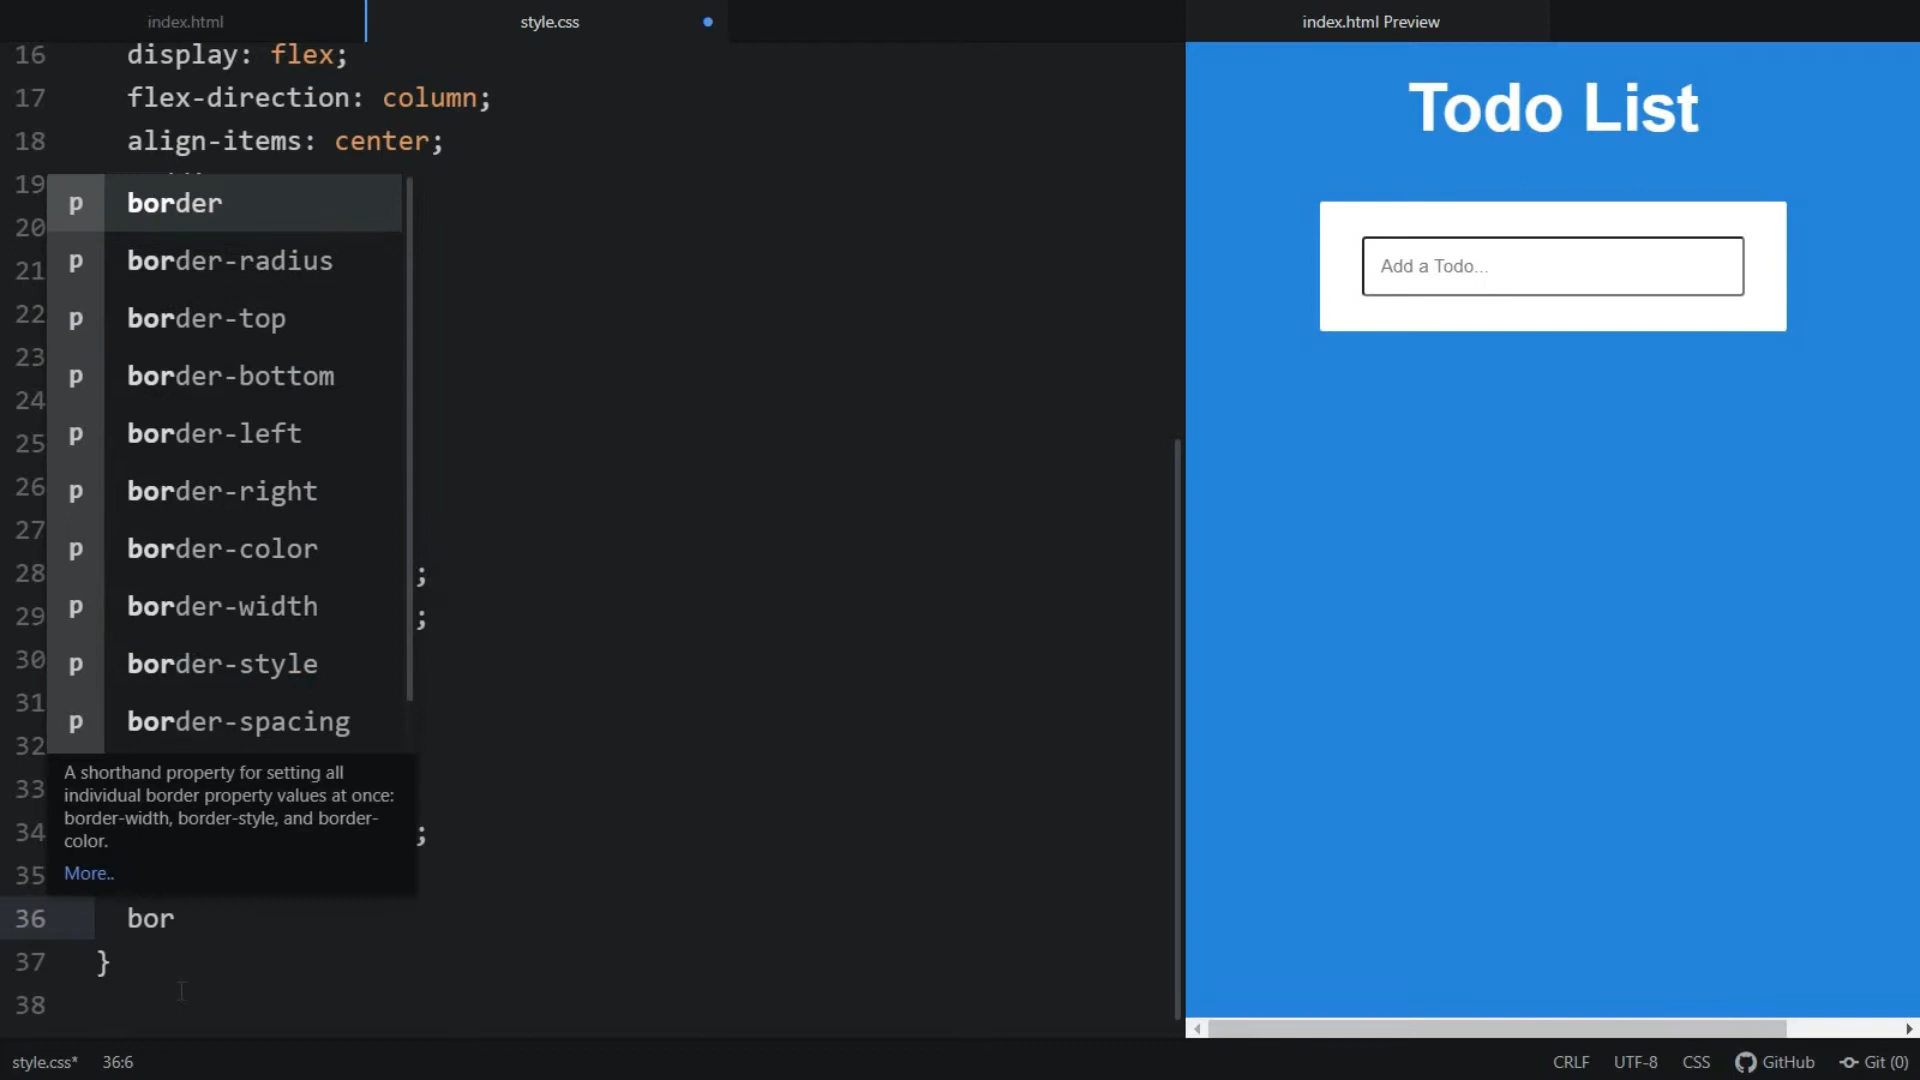 index.html
style.css
index.html Preview
16 display: flex;
17 flex-direction: column;
18 align-items: center;
19
20
21
22
23
24
25
26
27
28 ;
29 ;
30
31
32
33
34 ;
35
36 bor
37 }
38
p border
p border-radius
p border-top
p border-bottom
p border-left
p border-right
p border-color
p border-width
p border-style
p border-spacing
A shorthand property for setting all
individual border property values at once:
border-width, border-style, and border-
color.
More..
Todo List
Add a Todo...
style.css* 36:6
CRLF UTF-8 CSS GitHub Git (0)